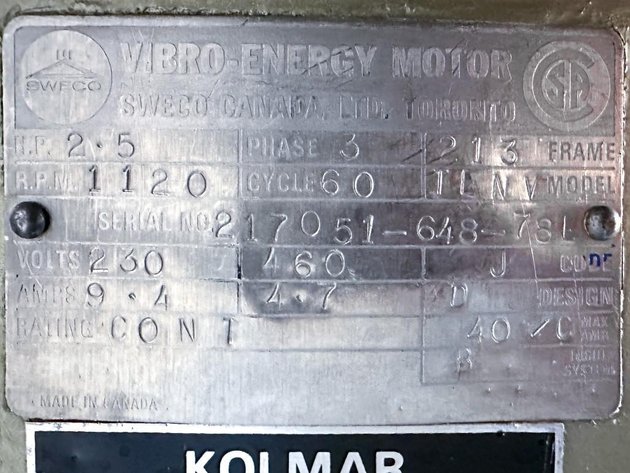 SWECO
VIBRO-ENERGY MOTOR
SWECO CANADA, LTD. TORONTO
H.P. 2.5 PHASE 3 213 FRAME
R.P.M. 1120 CYCLE 60 TENV MODEL
SERIAL NO. 217051-648-78L
VOLTS 230 460 J CODE
AMPS 9.4 4.7 D DESIGN
RATING CONT 40 °C MAX AMB
B INSUL SYSTEM
MADE IN CANADA
KOLMAR